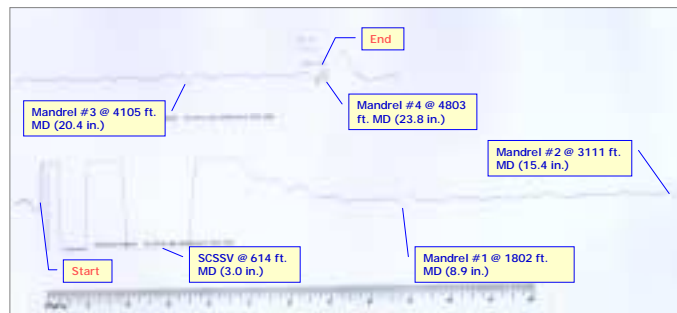 End
Mandrel #3 @ 4105 ft.
MD (20.4 in.)
Mandrel #4 @ 4803
ft. MD (23.8 in.)
Mandrel #2 @ 3111 ft.
MD (15.4 in.)
SCSSV @ 614 ft.
MD (3.0 in.)
Mandrel #1 @ 1802 ft.
MD (8.9 in.)
Start